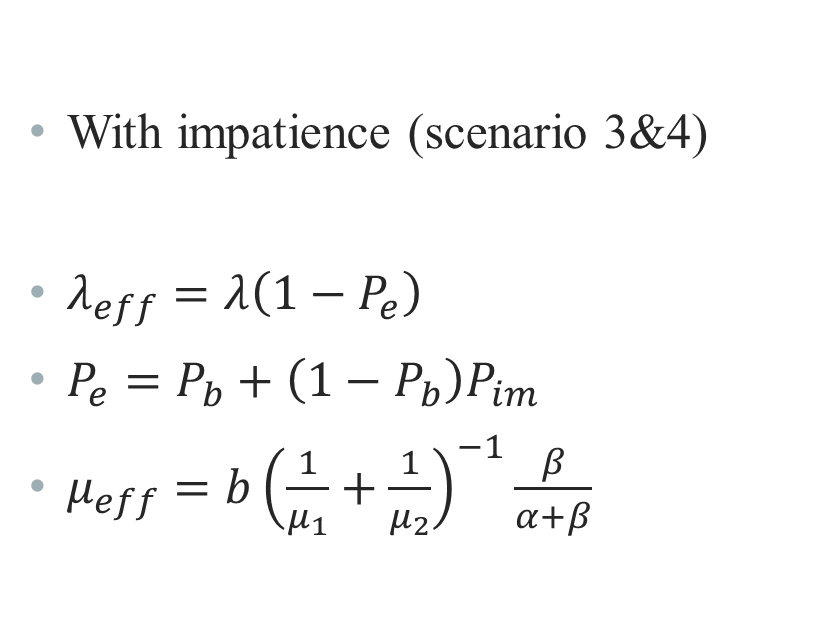 • With impatience (scenario 3&4)
• λ_eff = λ(1 − P_e)
• P_e = P_b + (1 − P_b)P_im
• μ_eff = b (1/μ_1 + 1/μ_2)^−1 β/(α+β)